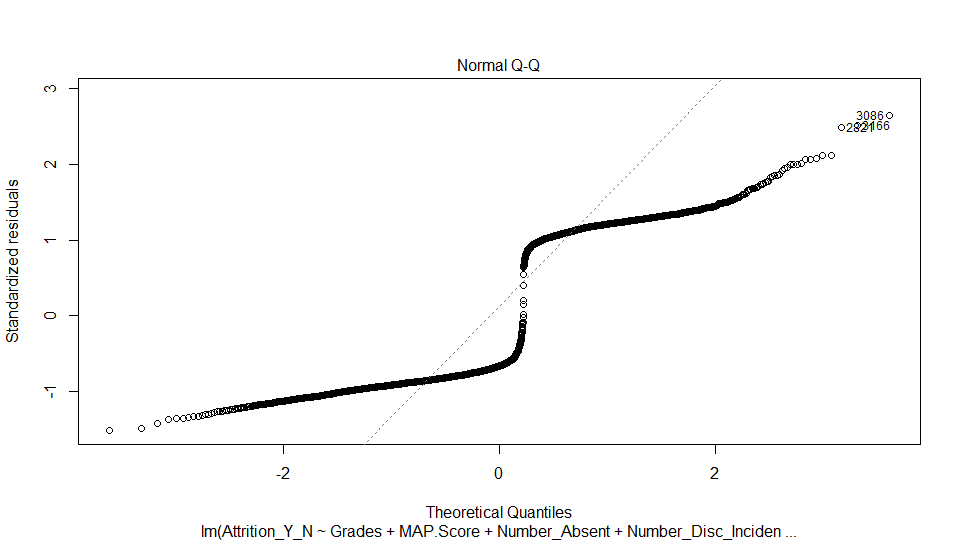 Normal Q-Q
3
2
1
0
-1
Standardized residuals
3086
2821
3166
-2
0
2
Theoretical Quantiles
lm(Attrition_Y_N ~ Grades + MAP.Score + Number_Absent + Number_Disc_Inciden ...